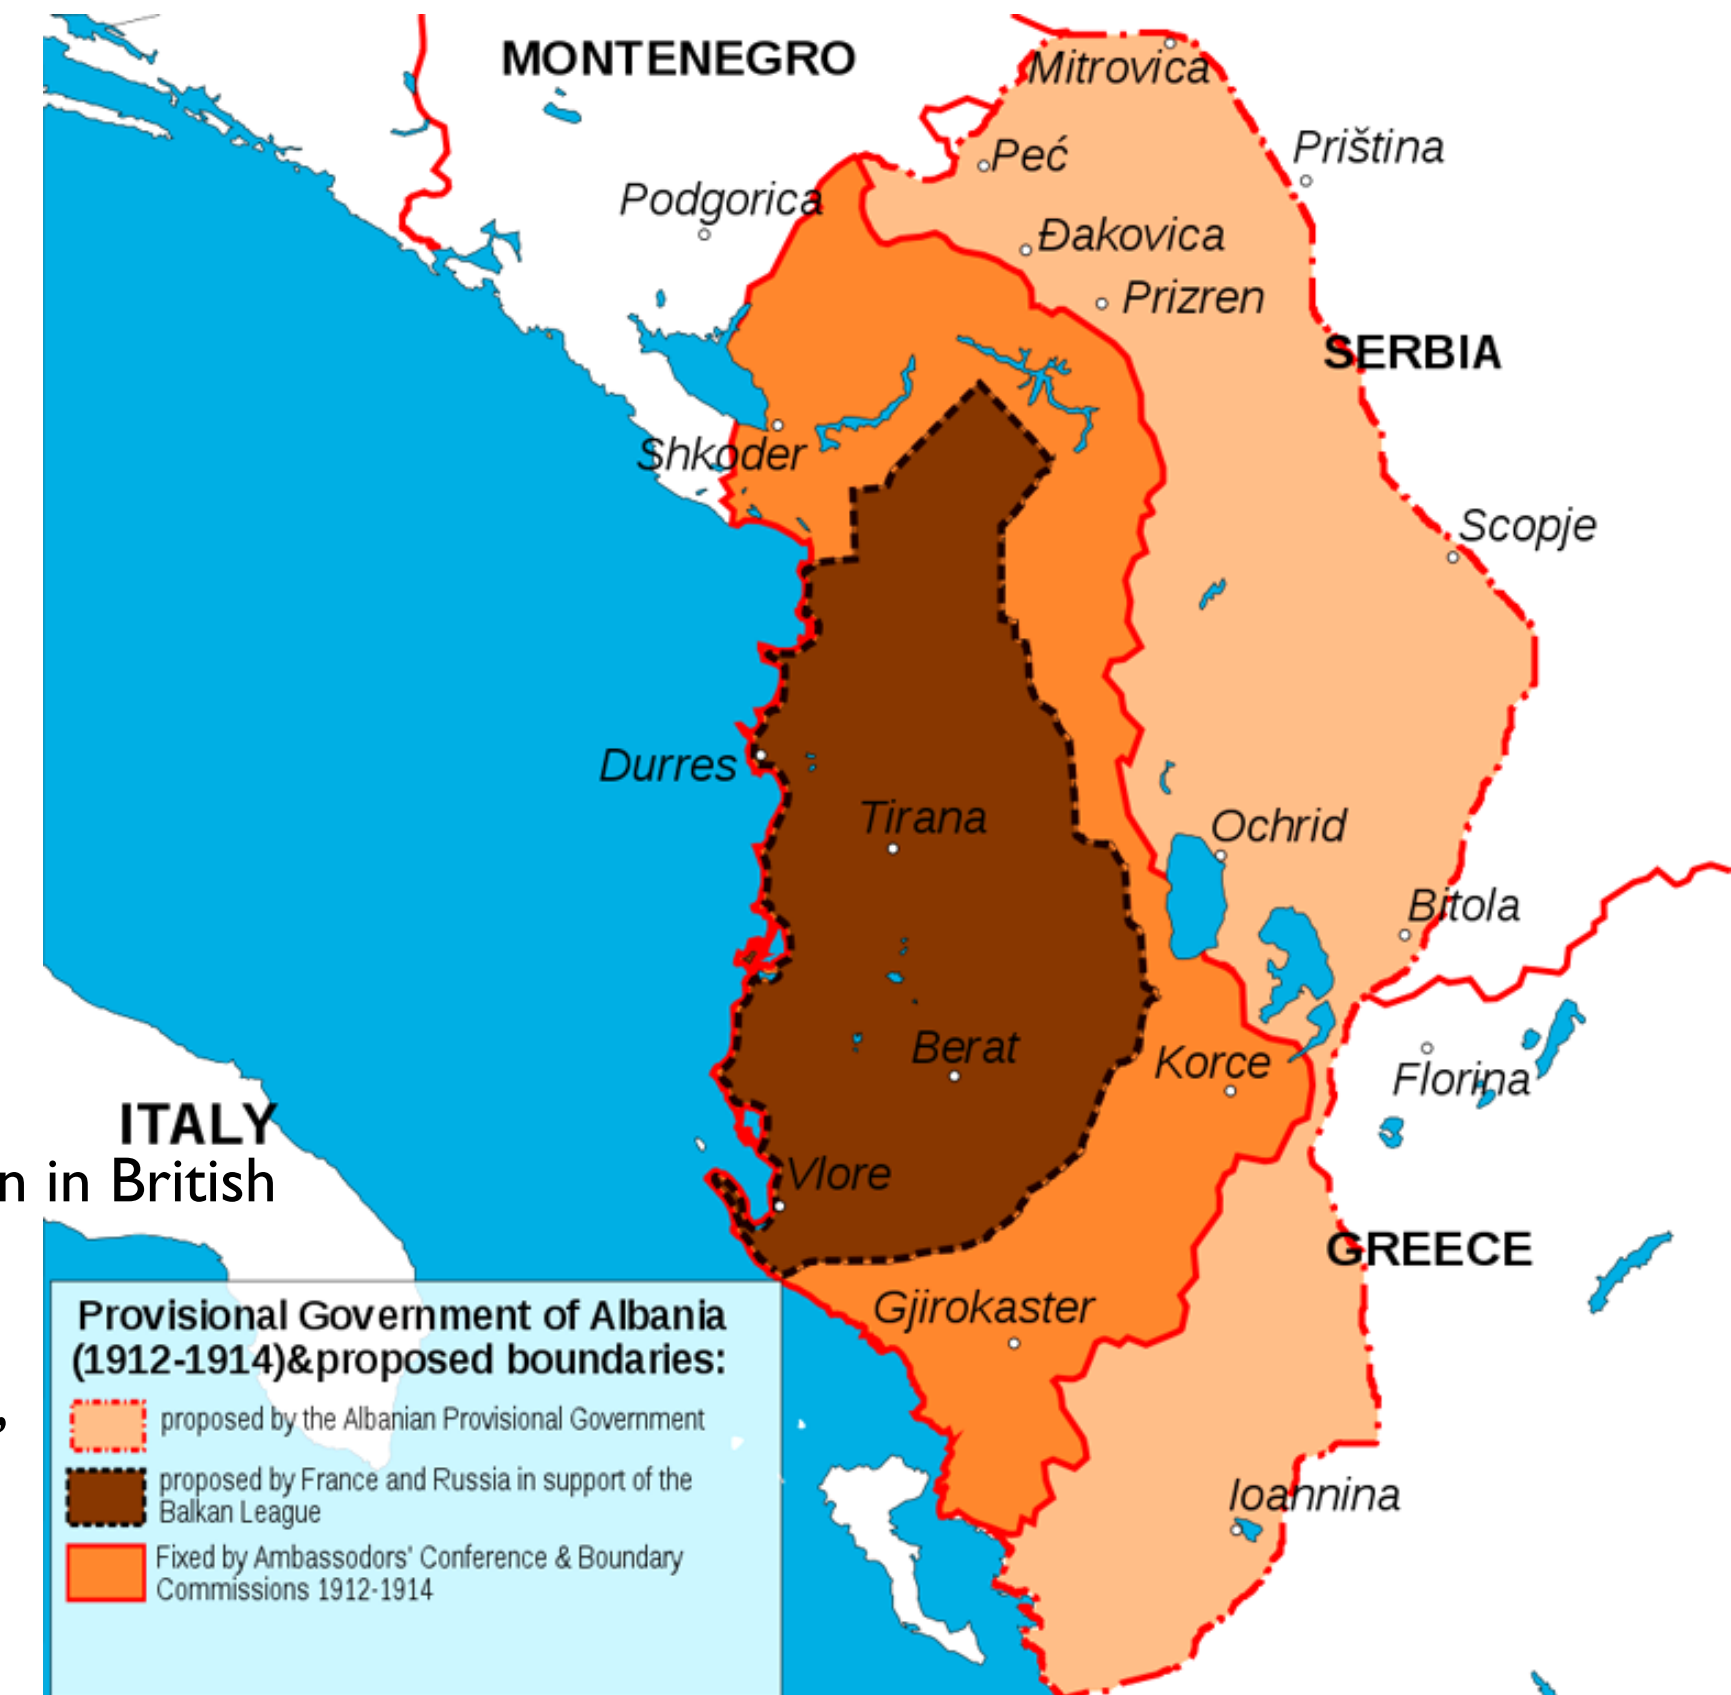 MONTENEGRO
Mitrovica
Priština
Peć
Podgorica
Đakovica
Prizren
SERBIA
Shkoder
Scopje
Durres
Tirana
Ochrid
Bitola
Berat
Korce
Florina
ITALY
n in British
Vlore
GREECE
Gjirokaster
Provisional Government of Albania
(1912-1914)&proposed boundaries:
proposed by the Albanian Provisional Government
,
proposed by France and Russia in support of the
Balkan League
Ioannina
Fixed by Ambassodors' Conference & Boundary
Commissions 1912-1914